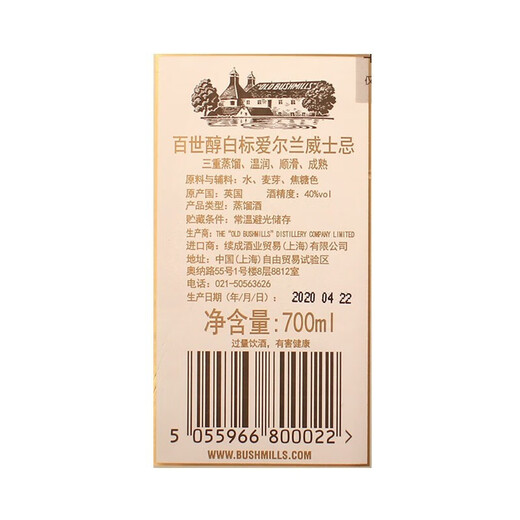 "OLD BUSHMILLS"
百世醇白标爱尔兰威士忌
三重蒸馏、温润、顺滑、成熟
原料与辅料：水、麦芽、焦糖色
原产国：英国 酒精度：40%vol
产品类型：蒸馏酒
贮藏条件：常温避光储存
生产商：THE "OLD BUSHMILLS" DISTILLERY COMPANY LIMITED
进口商：续成酒业贸易(上海)有限公司
地址：中国(上海)自由贸易试验区
奥纳路55号1号楼8层8812室
电话：021-50563626
生产日期（年/月/日）： 2020 04 22
净含量:700ml
过量饮酒，有害健康
5 055966 800022 >
WWW.BUSHMILLS.COM